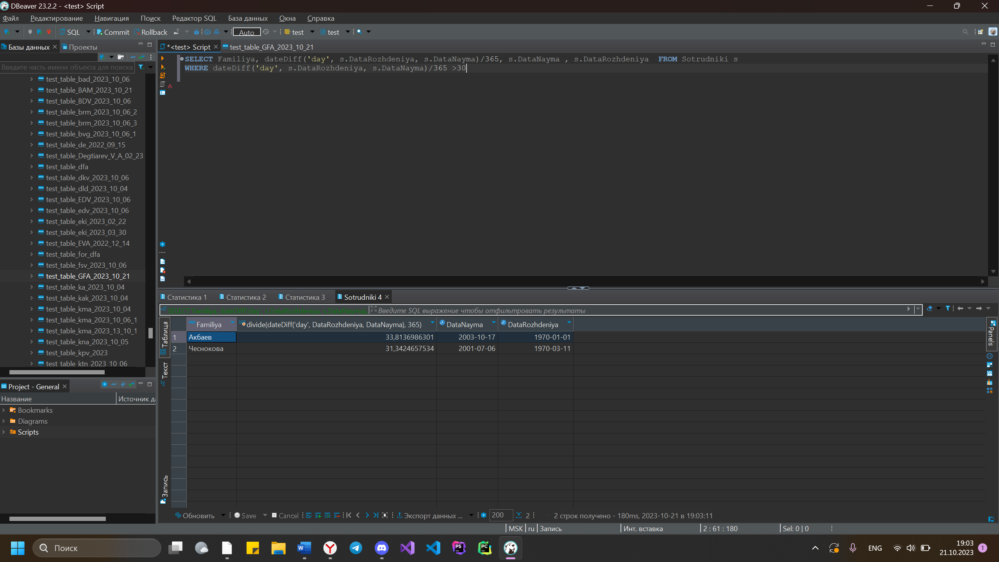 DBeaver 23.2.2 - <test> Script
Файл Редактирование Навигация Поиск Редактор SQL База данных Окна Справка
SQL Commit Rollback Auto test test
Базы данных Проекты
*<test> Script test_table_GFA_2023_10_21
Введите часть имени объекта для поиска
SELECT Familiya, dateDiff('day', s.DataRozhdeniya, s.DataNayma)/365, s.DataNayma , s.DataRozhdeniya FROM Sotrudniki s
WHERE dateDiff('day', s.DataRozhdeniya, s.DataNayma)/365 >30
test_table_bad_2023_10_06
test_table_BAM_2023_10_21
test_table_BDV_2023_10_06
test_table_brm_2023_10_06_2
test_table_brm_2023_10_06_3
test_table_bvg_2023_10_06_1
test_table_de_2022_09_15
test_table_Degtiarev_V_A_02_23
test_table_dfa
test_table_dkv_2023_10_06
test_table_dld_2023_10_04
test_table_EDV_2023_10_06
test_table_edv_2023_10_06
test_table_eki_2023_02_22
test_table_eki_2023_03_30
test_table_EVA_2022_12_14
test_table_for_dfa
test_table_fsv_2023_10_06
test_table_GFA_2023_10_21
test_table_ka_2023_10_04
test_table_kak_2023_10_04
test_table_kma_2023_10_04
test_table_kma_2023_10_06_1
test_table_kma_2023_13_10_1
test_table_kna_2023_10_05
test_table_kpv_2023
test_table_ktn_2023_10_06
Project - General
Название Источник да
Bookmarks
Diagrams
Scripts
Статистика 1 Статистика 2 Статистика 3 Sotrudniki 4
SELECT Familiya, dateDiff('day', s.DataRozhdeniya, s.DataNayma) Введите SQL выражение чтобы отфильтровать результаты
Таблица
Текст
Запись
Panels
Familiya divide(dateDiff('day', DataRozhdeniya, DataNayma), 365) DataNayma DataRozhdeniya
1 Акбаев 33,8136986301 2003-10-17 1970-01-01
2 Чеснокова 31,3424657534 2001-07-06 1970-03-11
Обновить Save Cancel Экспорт данных ... 200 2 2 строк получено - 180ms, 2023-10-21 в 19:03:11
MSK ru Запись Инт. вставка 2 : 61 : 180 Sel: 0 | 0
Поиск
ENG
19:03
21.10.2023
1